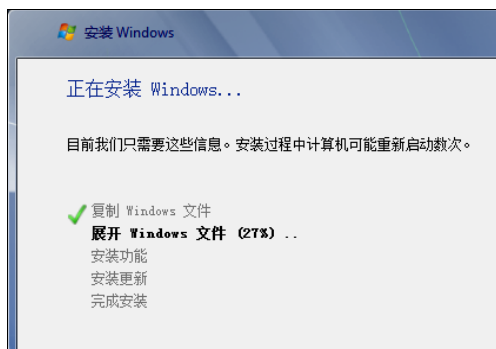 安装 Windows
正在安装 Windows...
目前我们只需要这些信息。安装过程中计算机可能重新启动数次。
复制 Windows 文件
展开 Windows 文件 (27%) ..
安装功能
安装更新
完成安装